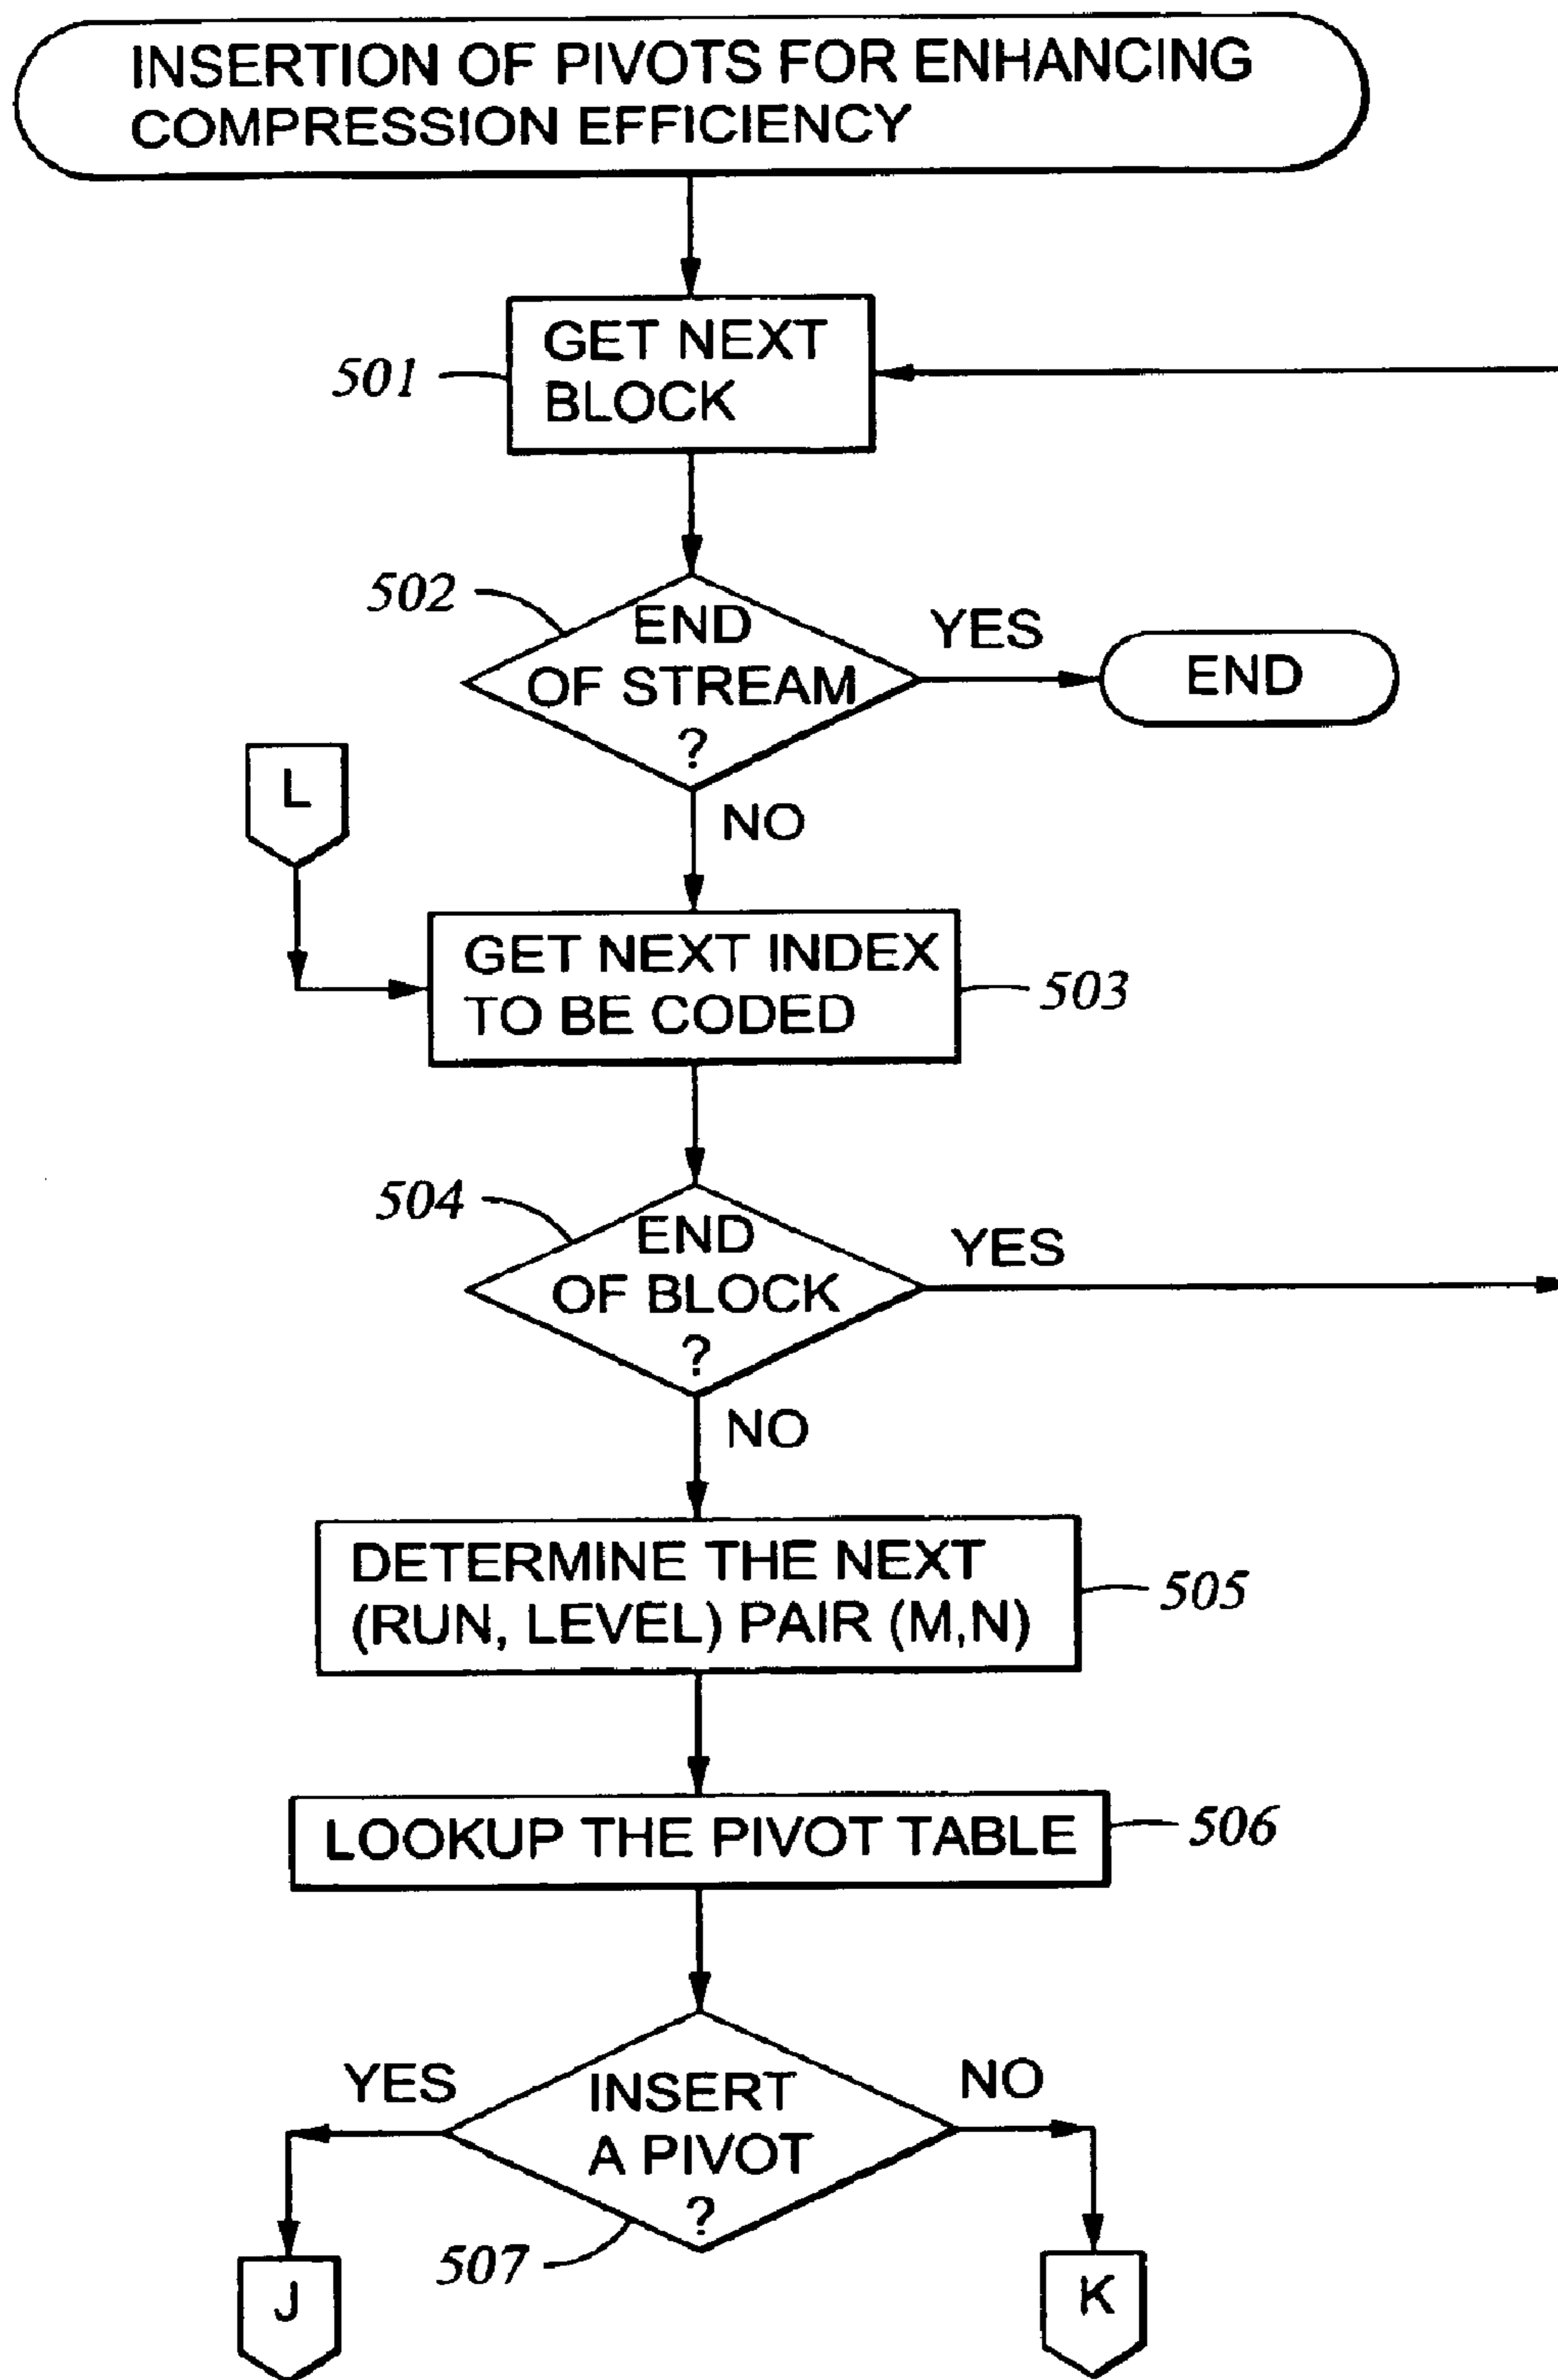 INSERTION OF PIVOTS FOR ENHANCING
COMPRESSION EFFICIENCY
GET NEXT
BLOCK
501
502
END
OF STREAM
?
YES
END
L
NO
GET NEXT INDEX
TO BE CODED
503
504
END
OF BLOCK
?
YES
NO
DETERMINE THE NEXT
(RUN, LEVEL) PAIR (M,N)
505
LOOKUP THE PIVOT TABLE
506
YES
INSERT
A PIVOT
?
NO
507
J
K